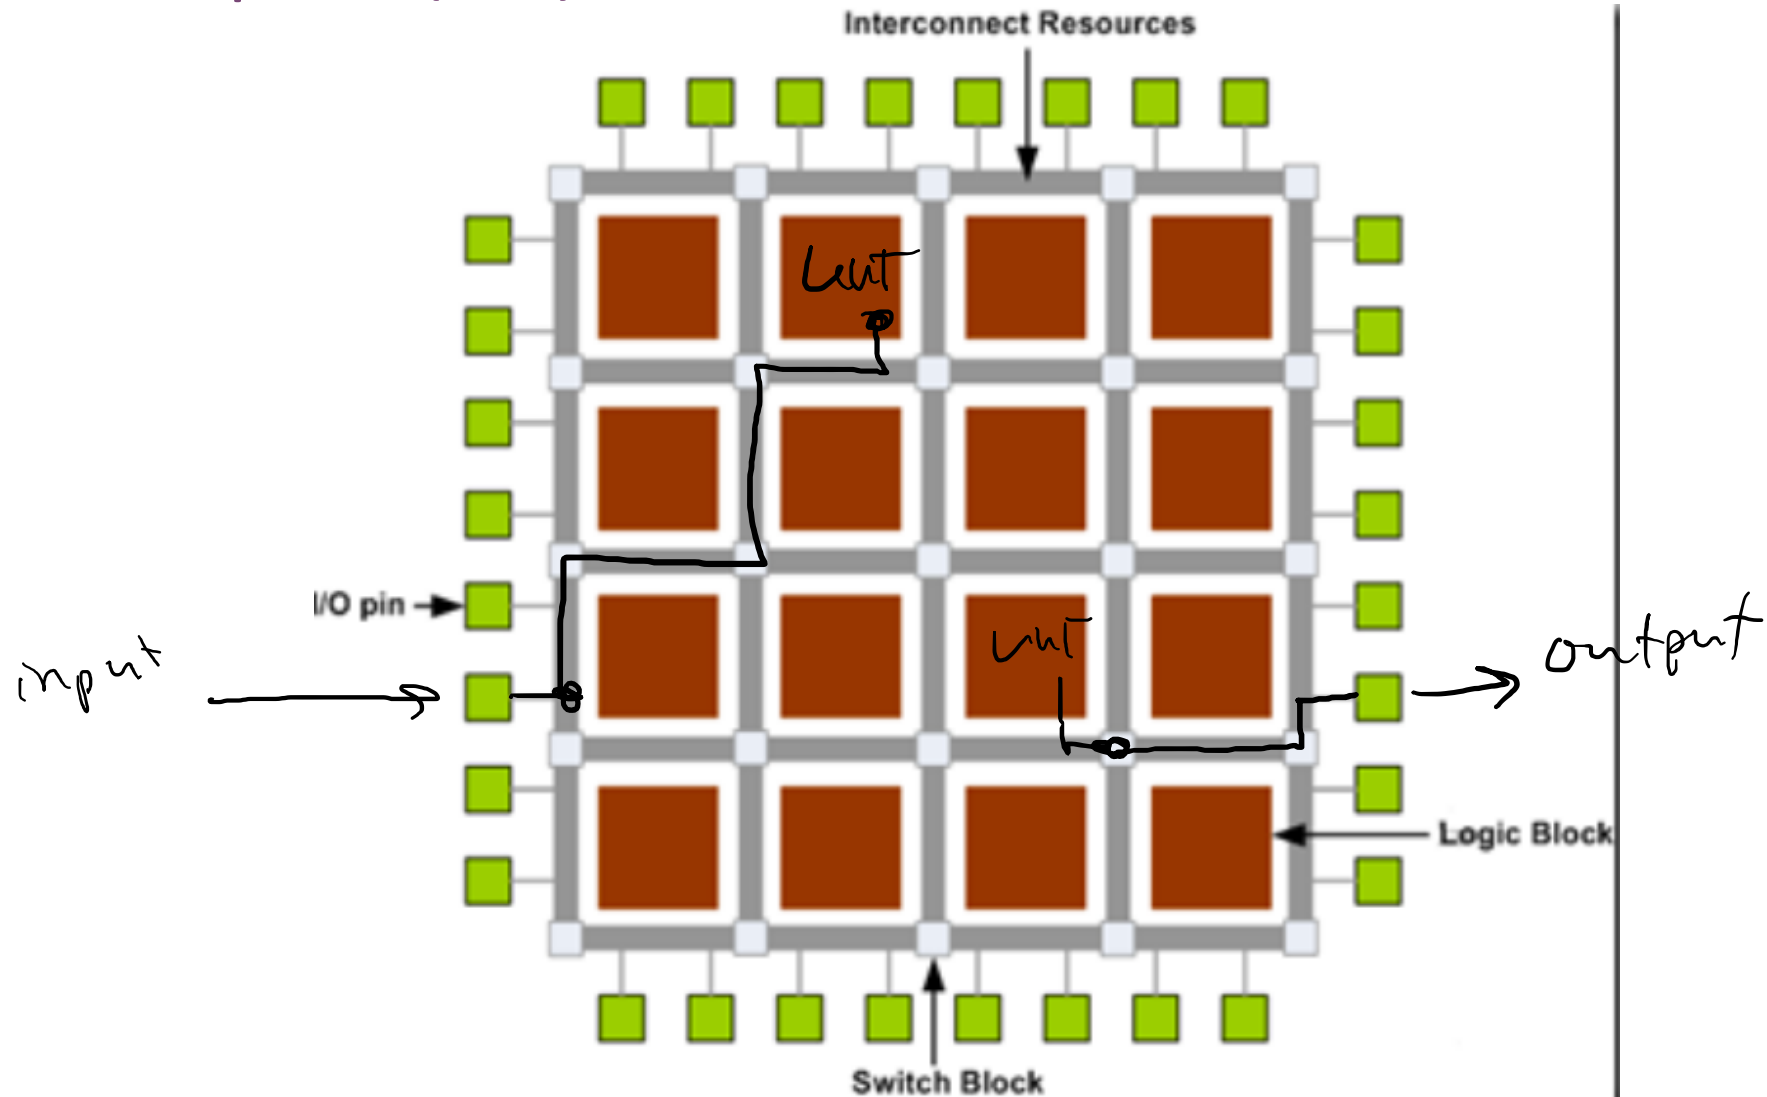 Interconnect Resources
LUT
I/O pin
input
LUT
output
Logic Block
Switch Block